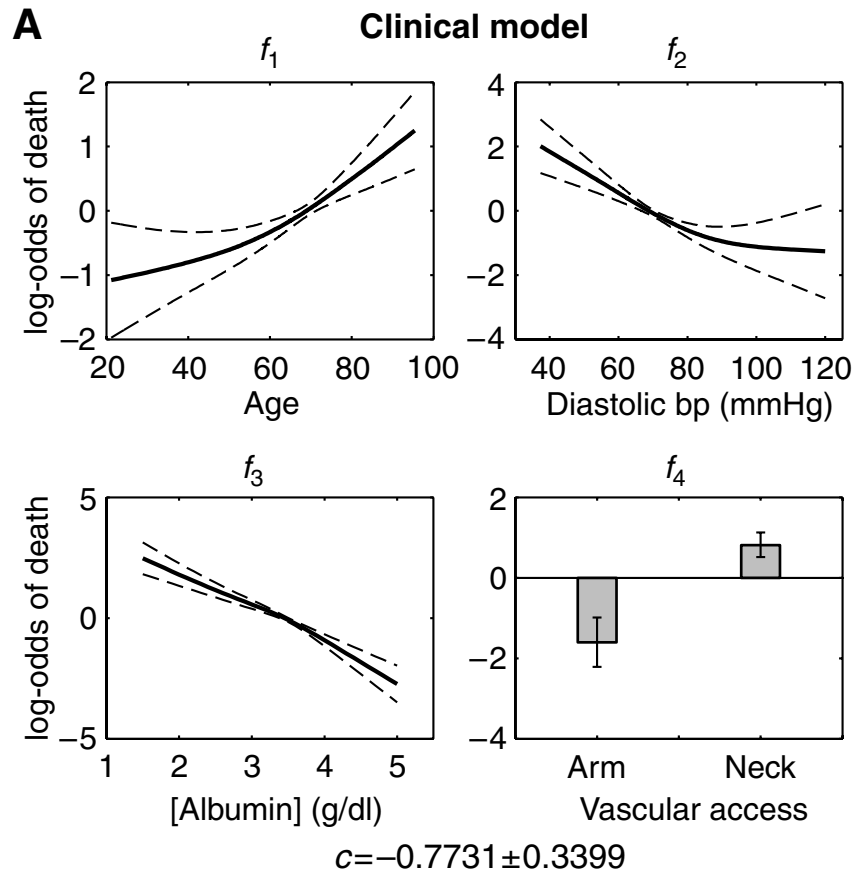 A
Clinical model
f1
log-odds of death
2
1
0
−1
−2
20 40 60 80 100
Age
f2
4
2
0
−2
−4
40 60 80 100 120
Diastolic bp (mmHg)
f3
log-odds of death
5
0
−5
1 2 3 4 5
[Albumin] (g/dl)
f4
2
0
−2
−4
Arm Neck
Vascular access
c=−0.7731±0.3399